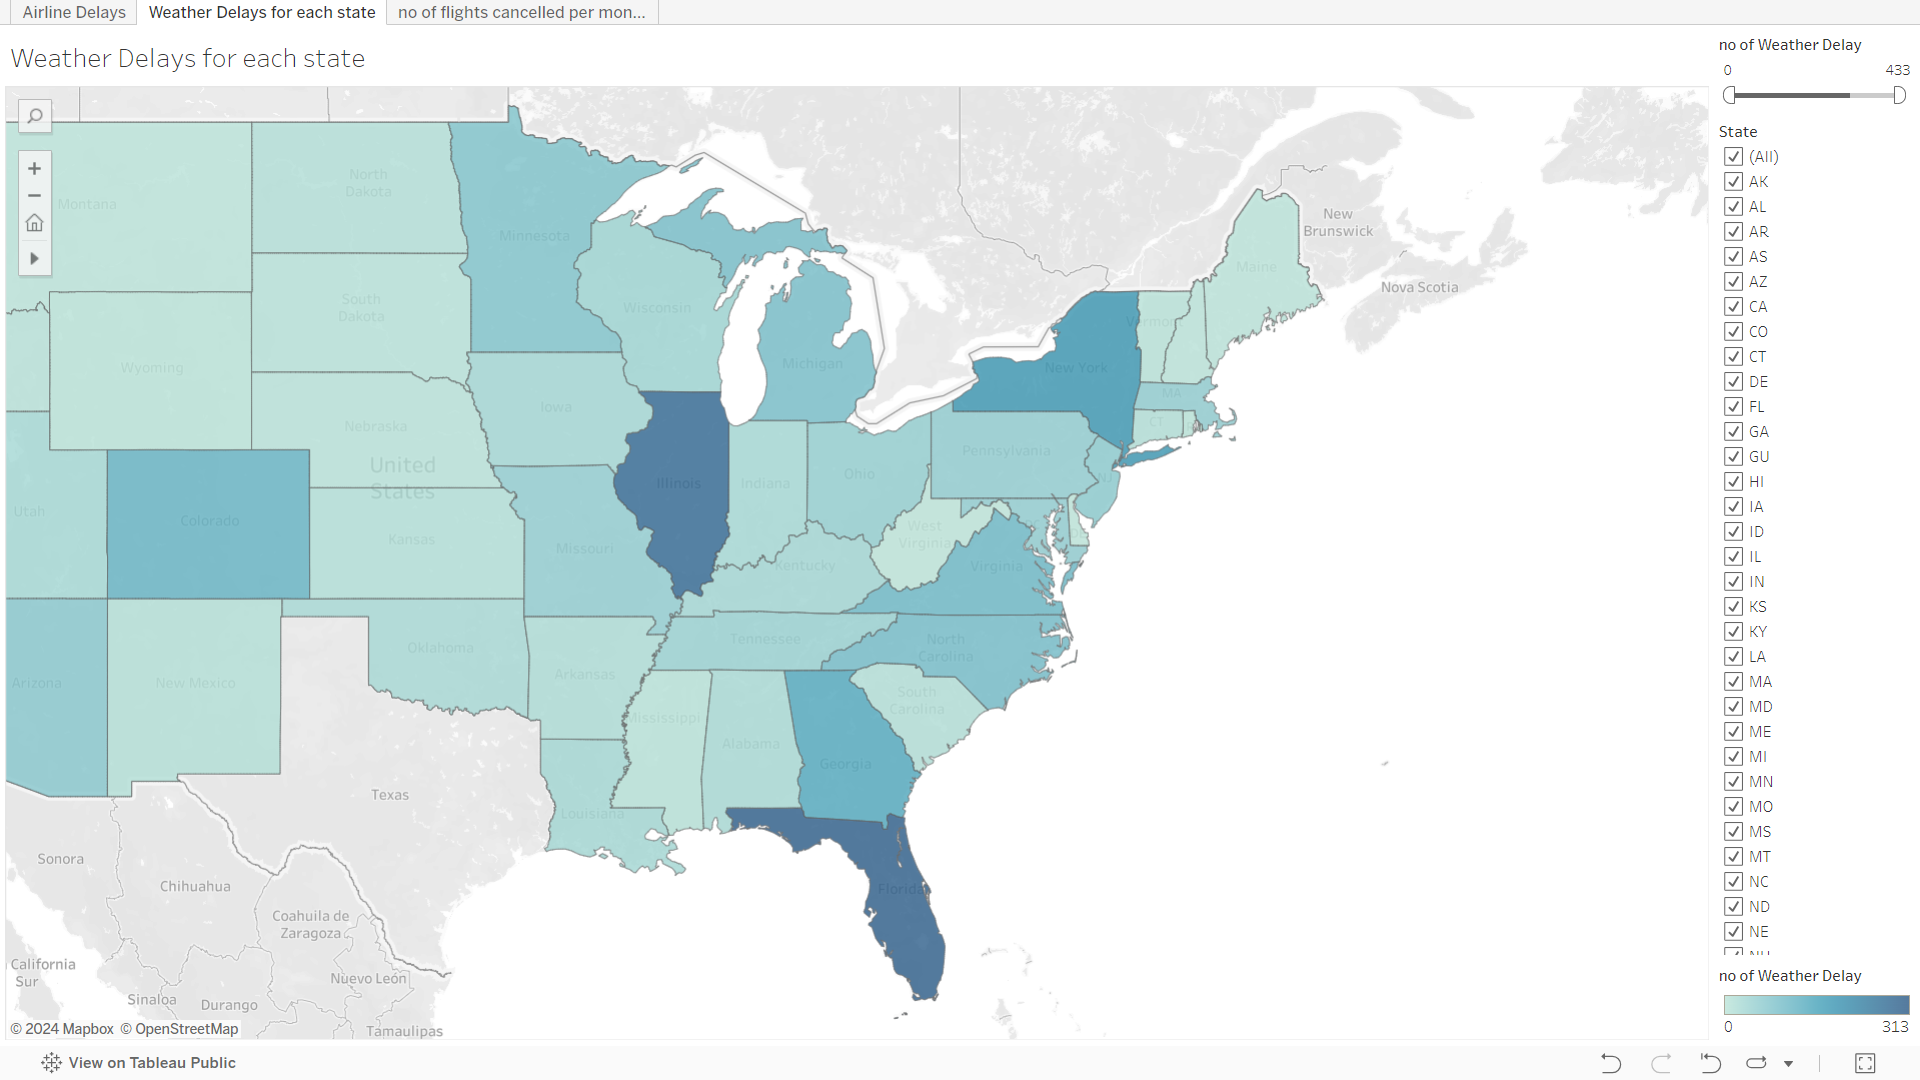 Airline Delays
Weather Delays for each state
no of flights cancelled per mon...
Weather Delays for each state
no of Weather Delay
0
433
State
(All)
AK
AL
AR
AS
AZ
CA
CO
CT
DE
FL
GA
GU
HI
IA
ID
IL
IN
KS
KY
LA
MA
MD
ME
MI
MN
MO
MS
MT
NC
ND
NE
no of Weather Delay
0
313
Montana
North
Dakota
Minnesota
South
Dakota
Wisconsin
Michigan
Wyoming
Iowa
Nebraska
United
States
Illinois
Indiana
Ohio
Pennsylvania
New York
Vermont
Maine
New
Brunswick
Nova Scotia
MA
CT
NJ
DE
Utah
Colorado
Kansas
Missouri
Kentucky
West
Virginia
Virginia
Arizona
New Mexico
Oklahoma
Arkansas
Tennessee
North
Carolina
South
Carolina
Mississippi
Alabama
Georgia
Louisiana
Florida
Texas
Sonora
Chihuahua
Coahuila de
Zaragoza
California
Sur
Sinaloa
Durango
Nuevo León
Tamaulipas
© 2024 Mapbox © OpenStreetMap
View on Tableau Public